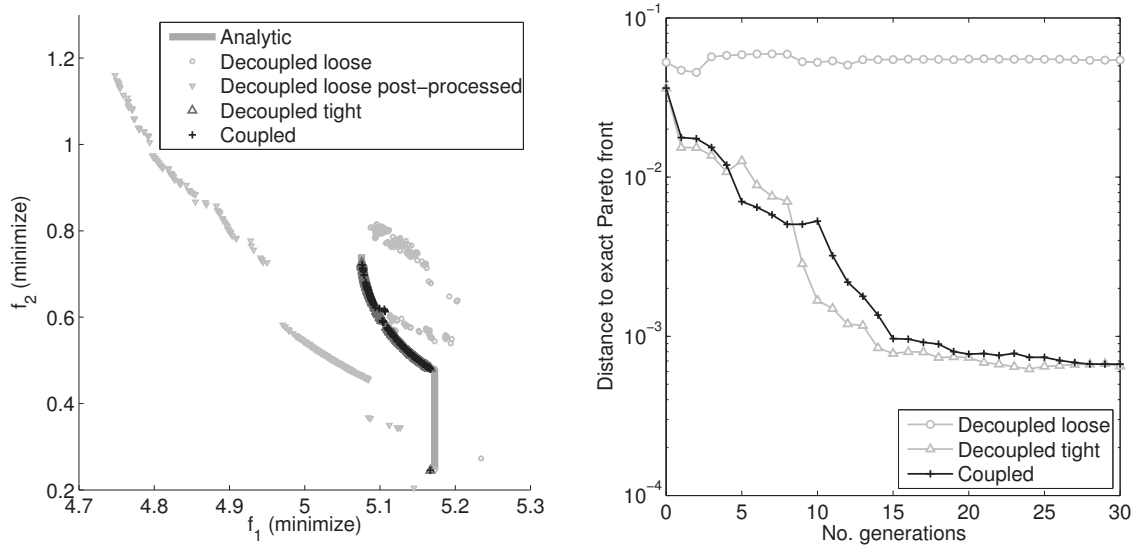 1.2
1
0.8
0.6
0.4
0.2
4.7
4.8
4.9
5
5.1
5.2
5.3
f2 (minimize)
f1 (minimize)
Analytic
Decoupled loose
Decoupled loose post−processed
Decoupled tight
Coupled
10−1
10−2
10−3
10−4
0
5
10
15
20
25
30
Distance to exact Pareto front
No. generations
Decoupled loose
Decoupled tight
Coupled